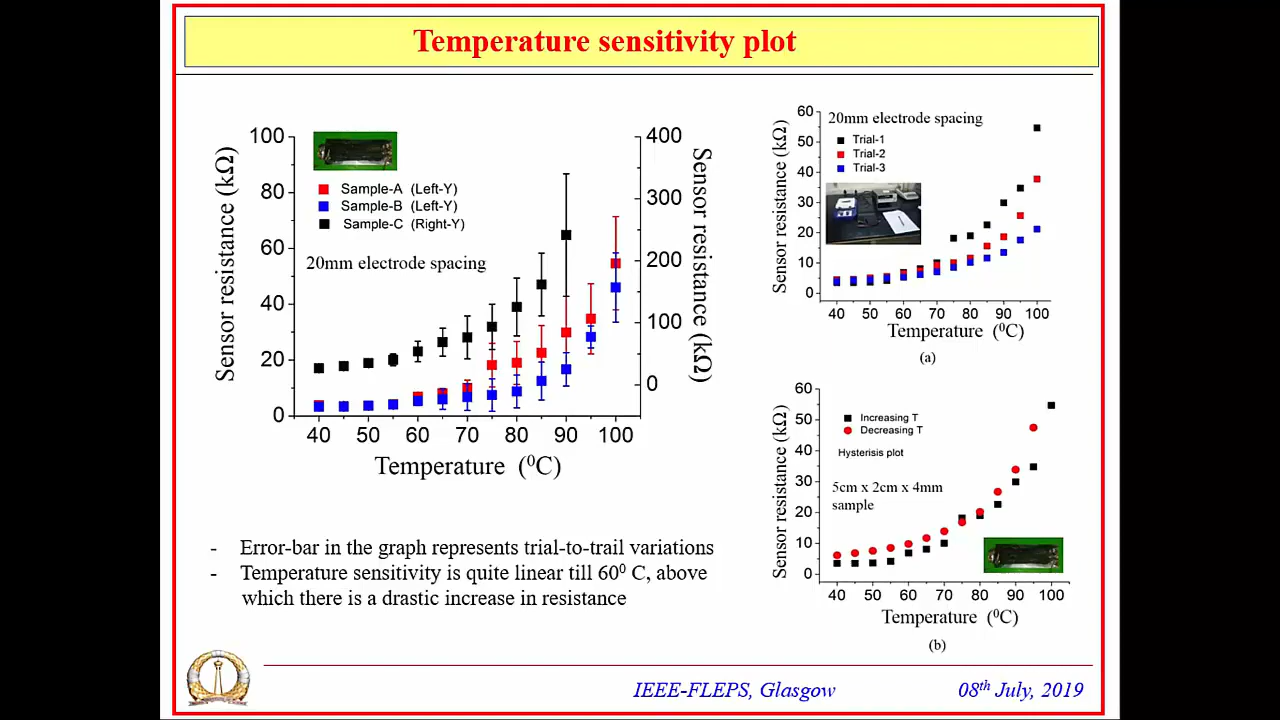 Temperature sensitivity plot
Sensor resistance (kΩ)
100
80
60
40
20
0
400
300
200
100
0
Sensor resistance (kΩ)
Sample-A (Left-Y)
Sample-B (Left-Y)
Sample-C (Right-Y)
20mm electrode spacing
40 50 60 70 80 90 100
Temperature (⁰C)
- Error-bar in the graph represents trial-to-trail variations
- Temperature sensitivity is quite linear till 60⁰ C, above
which there is a drastic increase in resistance
Sensor resistance (kΩ)
60
50
40
30
20
10
0
20mm electrode spacing
Trial-1
Trial-2
Trial-3
40 50 60 70 80 90 100
Temperature (⁰C)
(a)
Sensor resistance (kΩ)
60
50
40
30
20
10
0
Increasing T
Decreasing T
Hysterisis plot
5cm x 2cm x 4mm
sample
40 50 60 70 80 90 100
Temperature (⁰C)
(b)
IEEE-FLEPS, Glasgow
08th July, 2019